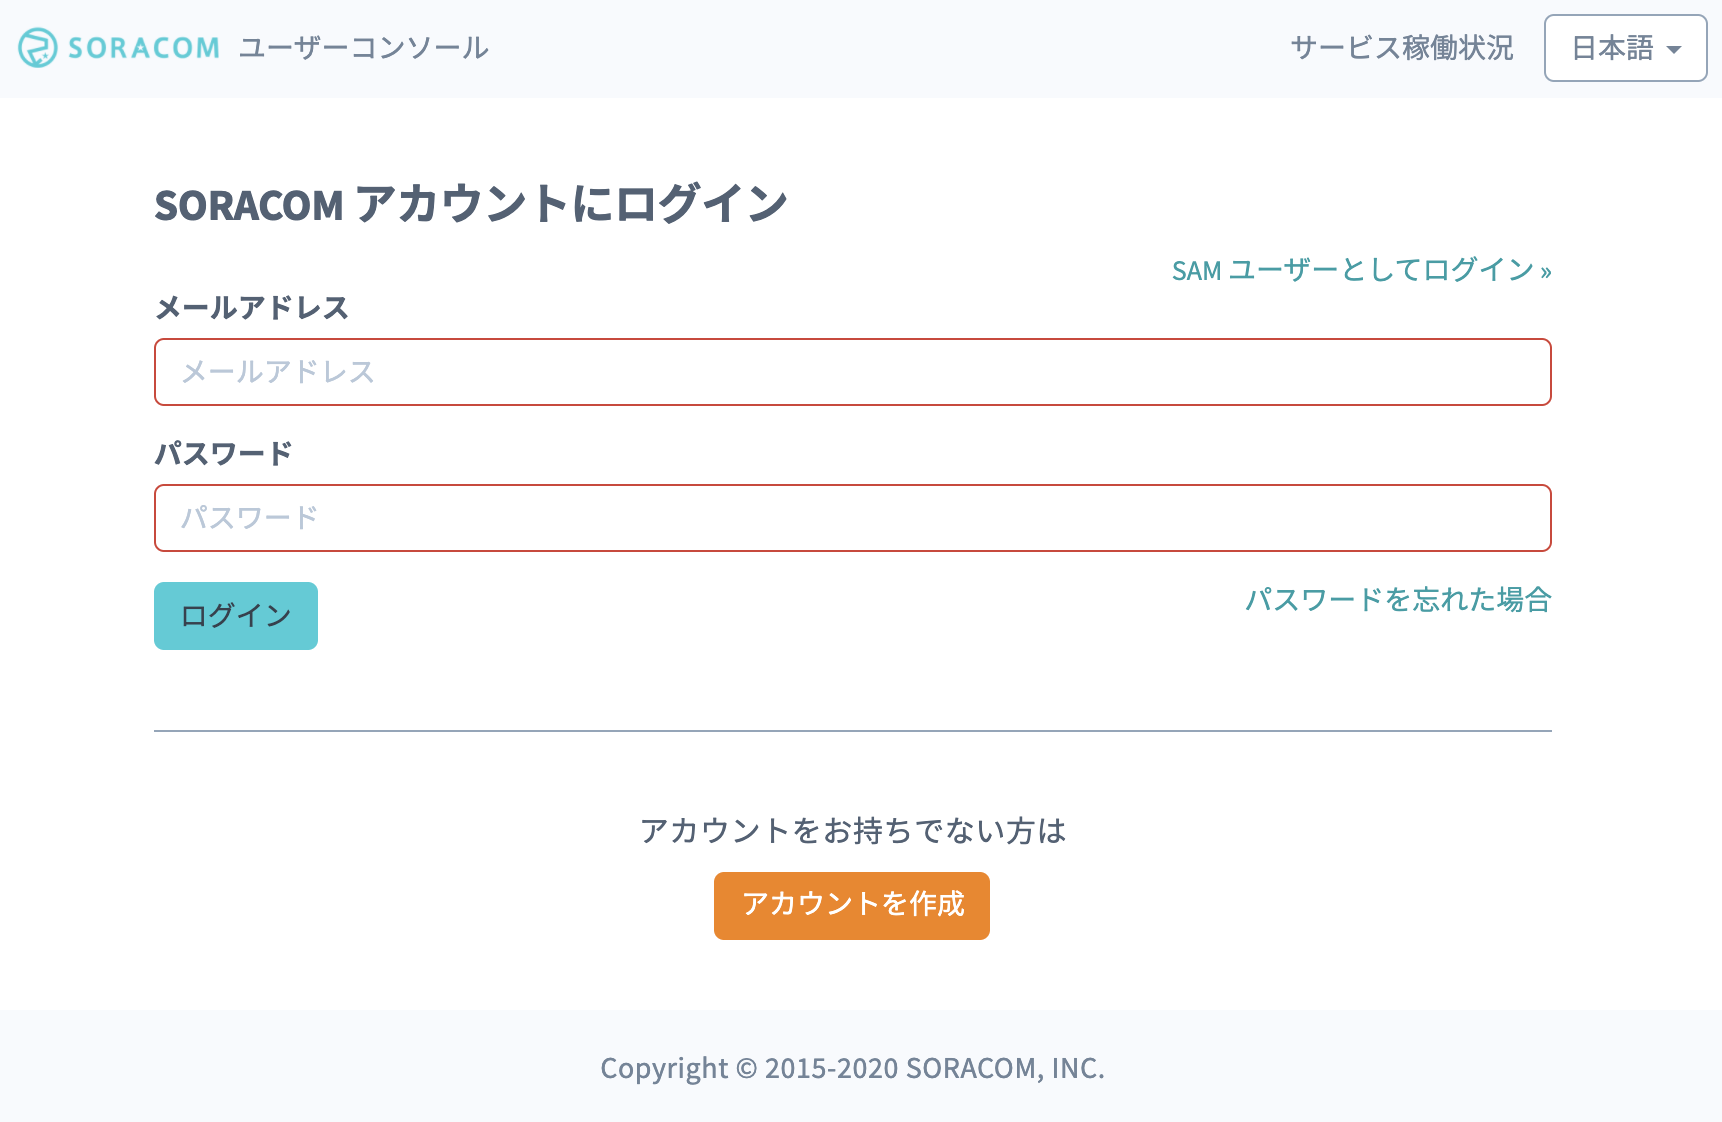 SORACOM ユーザーコンソール サービス稼働状況 日本語
SORACOM アカウントにログイン
SAM ユーザーとしてログイン »
メールアドレス
メールアドレス
パスワード
パスワード
ログイン パスワードを忘れた場合
アカウントをお持ちでない方は
アカウントを作成
Copyright © 2015-2020 SORACOM, INC.